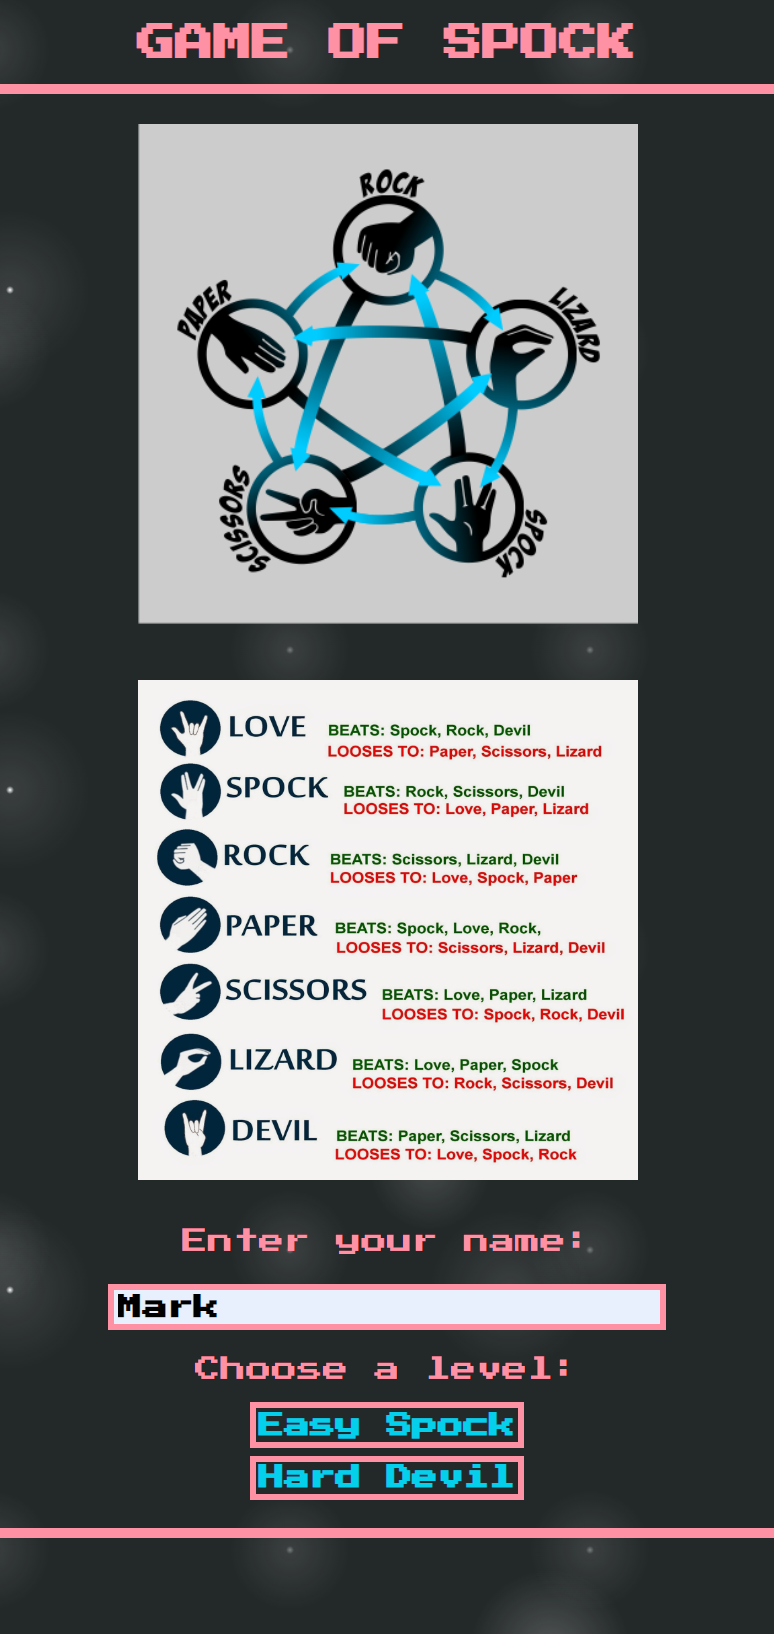 GAME OF SPOCK
ROCK
PAPER
LIZARD
SCISSORS
SPOCK
LOVE
BEATS: Spock, Rock, Devil
LOOSES TO: Paper, Scissors, Lizard
SPOCK
BEATS: Rock, Scissors, Devil
LOOSES TO: Love, Paper, Lizard
ROCK
BEATS: Scissors, Lizard, Devil
LOOSES TO: Love, Spock, Paper
PAPER
BEATS: Spock, Love, Rock,
LOOSES TO: Scissors, Lizard, Devil
SCISSORS
BEATS: Love, Paper, Lizard
LOOSES TO: Spock, Rock, Devil
LIZARD
BEATS: Love, Paper, Spock
LOOSES TO: Rock, Scissors, Devil
DEVIL
BEATS: Paper, Scissors, Lizard
LOOSES TO: Love, Spock, Rock
Enter your name:
Mark
Choose a level:
Easy Spock
Hard Devil